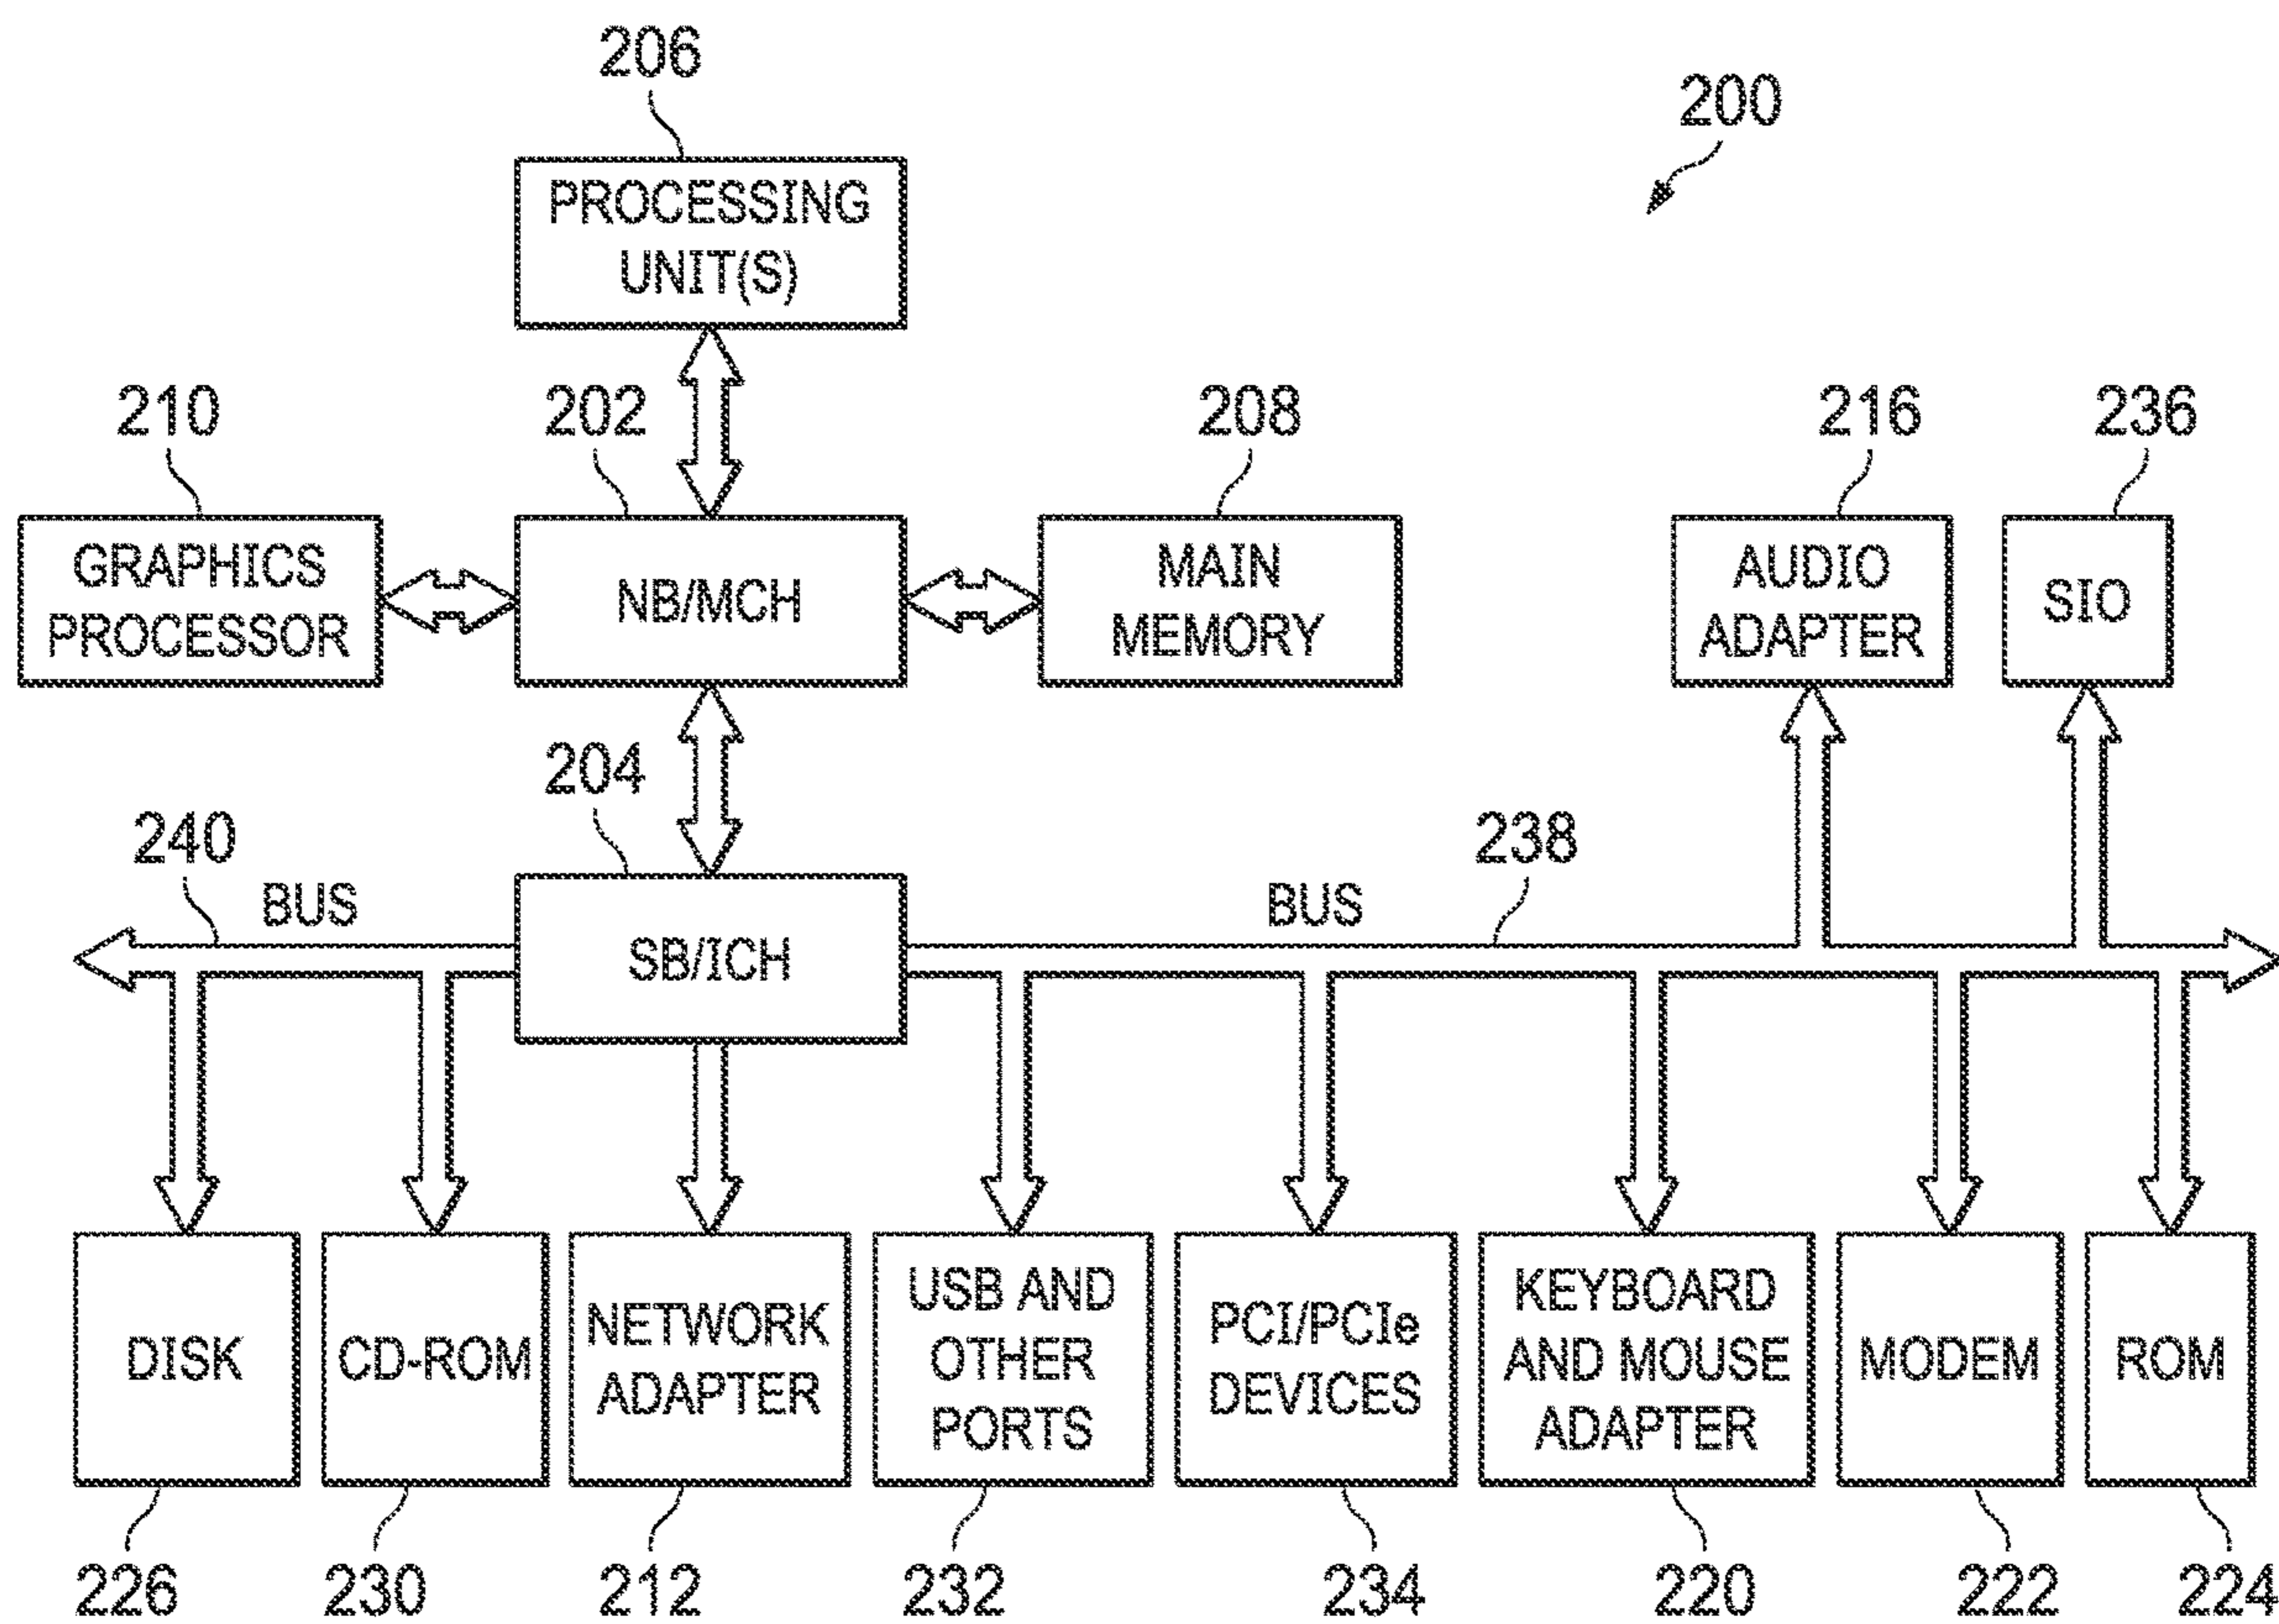 206
200
PROCESSING
UNIT(S)
210
202
208
216
236
GRAPHICS
PROCESSOR
NB/MCH
MAIN
MEMORY
AUDIO
ADAPTER
SIO
204
240
BUS
238
BUS
SB/ICH
DISK
CD-ROM
NETWORK
ADAPTER
USB AND
OTHER
PORTS
PCI/PCIe
DEVICES
KEYBOARD
AND MOUSE
ADAPTER
MODEM
ROM
226
230
212
232
234
220
222
224